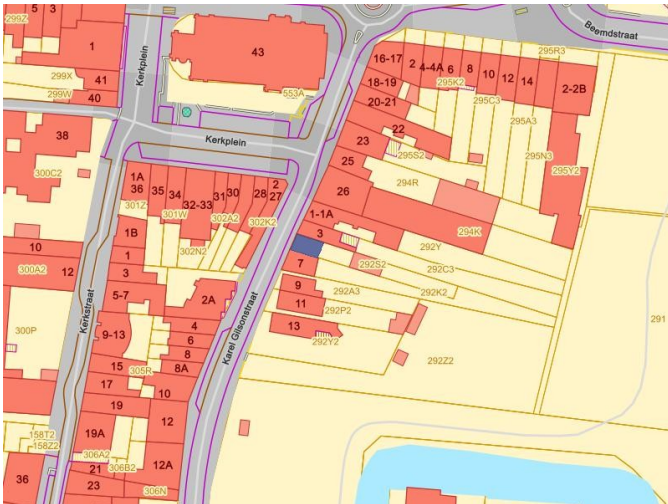 299Z
5
3
1
299X
41
299W
40
Kerkplein
43
553A
Kerkplein
Beemdstraat
295R3
16-17
2
4-4A
6
8
10
12
14
2-2B
295K2
18-19
20-21
295C3
295A3
22
23
295S2
295N3
295Y2
25
294R
26
294K
1-1A
3
292Y
7
292S2
292C3
9
292A3
292K2
11
292P2
13
292Y2
292Z2
291
38
300C2
10
300A2
12
Kerkstraat
300P
1A
36
35
34
32-33
31
30
28
2
27
301Z
301W
302A2
302K2
302N2
1B
1
3
5-7
2A
Karel Gilsonstraat
4
9-13
6
8
15
305R
8A
17
10
19
12
158T2
158Z2
19A
306A2
12A
21
306B2
36
23
306N